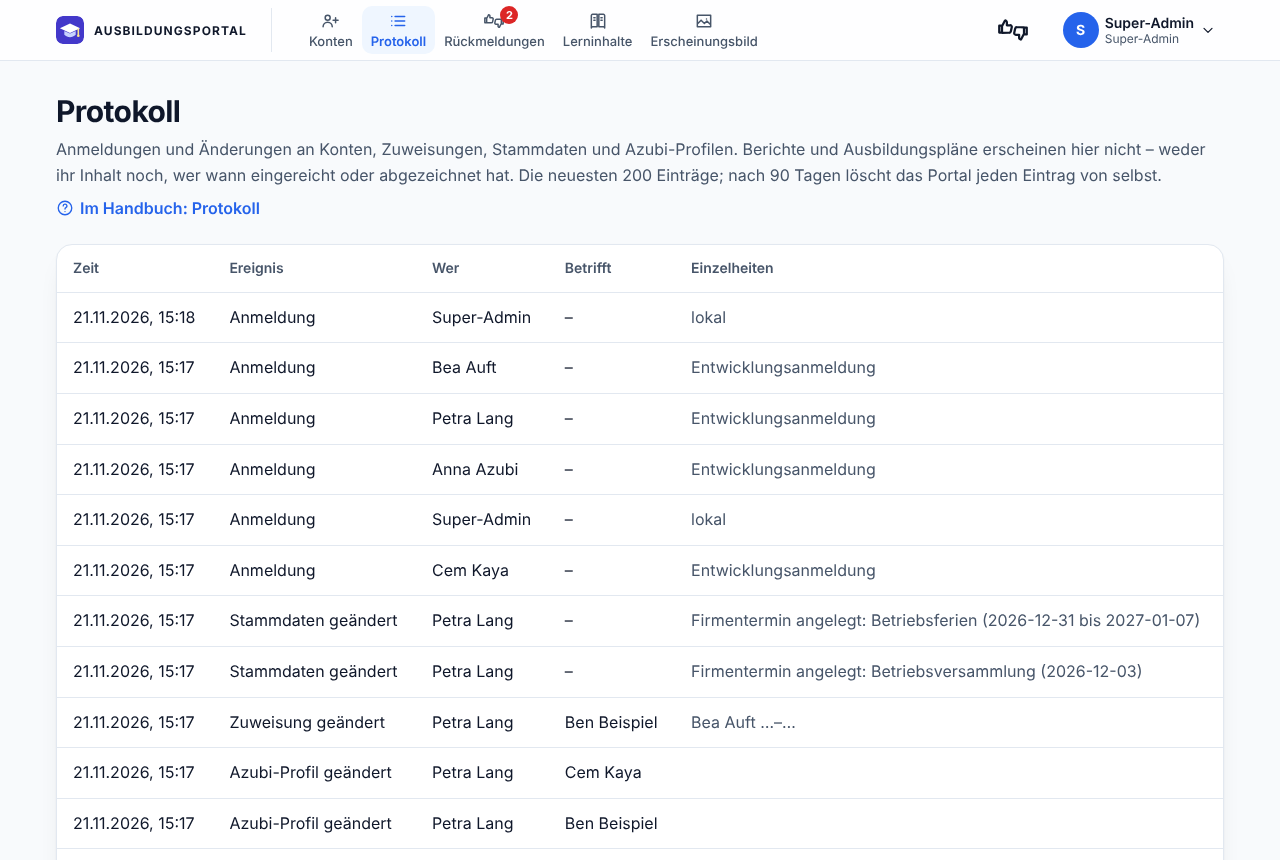 AUSBILDUNGSPORTAL
Konten
Protokoll
2
Rückmeldungen
Lerninhalte
Erscheinungsbild
S
Super-Admin
Super-Admin
Protokoll
Anmeldungen und Änderungen an Konten, Zuweisungen, Stammdaten und Azubi-Profilen. Berichte und Ausbildungspläne erscheinen hier nicht – weder
ihr Inhalt noch, wer wann eingereicht oder abgezeichnet hat. Die neuesten 200 Einträge; nach 90 Tagen löscht das Portal jeden Eintrag von selbst.
Im Handbuch: Protokoll
Zeit Ereignis Wer Betrifft Einzelheiten
21.11.2026, 15:18 Anmeldung Super-Admin – lokal
21.11.2026, 15:17 Anmeldung Bea Auft – Entwicklungsanmeldung
21.11.2026, 15:17 Anmeldung Petra Lang – Entwicklungsanmeldung
21.11.2026, 15:17 Anmeldung Anna Azubi – Entwicklungsanmeldung
21.11.2026, 15:17 Anmeldung Super-Admin – lokal
21.11.2026, 15:17 Anmeldung Cem Kaya – Entwicklungsanmeldung
21.11.2026, 15:17 Stammdaten geändert Petra Lang – Firmentermin angelegt: Betriebsferien (2026-12-31 bis 2027-01-07)
21.11.2026, 15:17 Stammdaten geändert Petra Lang – Firmentermin angelegt: Betriebsversammlung (2026-12-03)
21.11.2026, 15:17 Zuweisung geändert Petra Lang Ben Beispiel Bea Auft …–…
21.11.2026, 15:17 Azubi-Profil geändert Petra Lang Cem Kaya
21.11.2026, 15:17 Azubi-Profil geändert Petra Lang Ben Beispiel